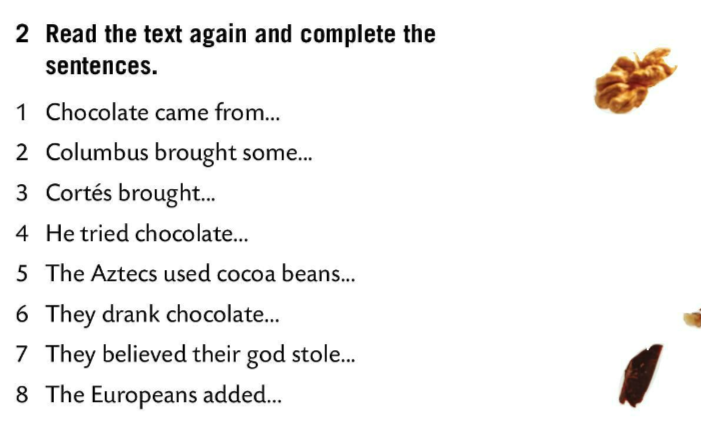 2 Read the text again and complete the
sentences.
1 Chocolate came from...
2 Columbus brought some...
3 Cortés brought...
4 He tried chocolate...
5 The Aztecs used cocoa beans...
6 They drank chocolate...
7 They believed their god stole...
8 The Europeans added...